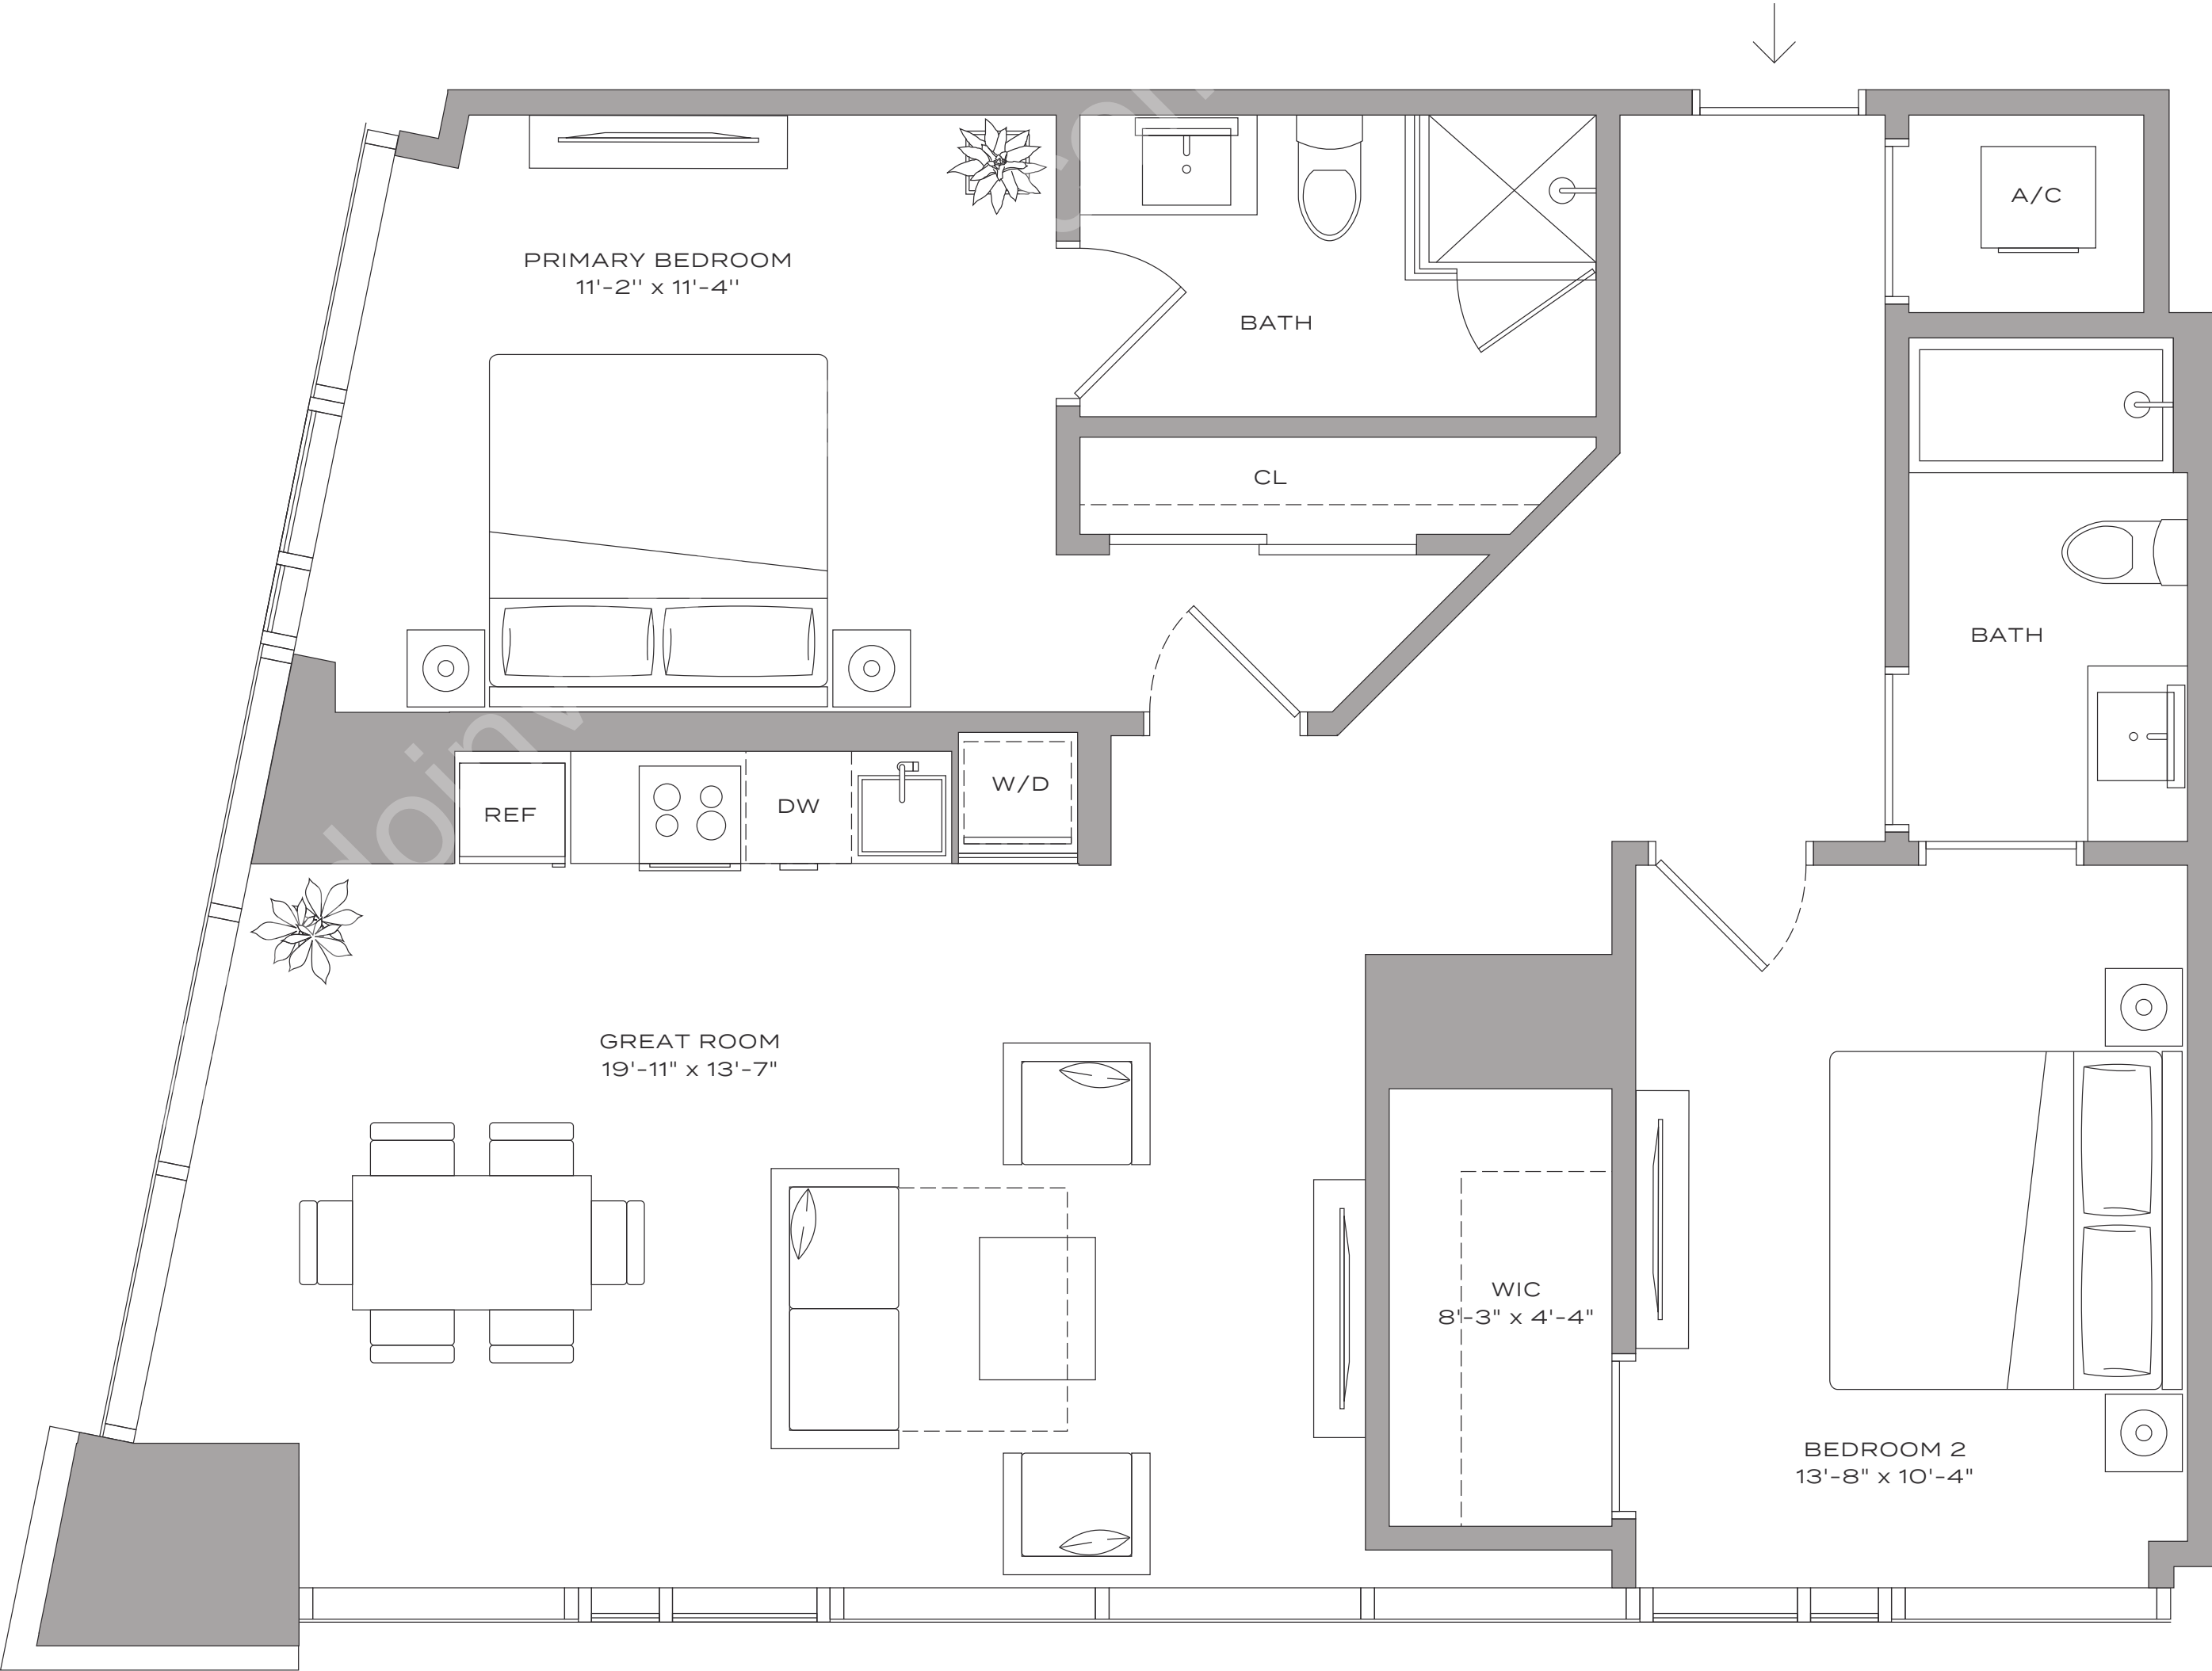 A/C
PRIMARY BEDROOM
11'-2'' x 11'-4''
BATH
CL
BATH
REF
DW
W/D
GREAT ROOM
19'-11" x 13'-7"
WIC
8'-3" x 4'-4"
BEDROOM 2
13'-8" x 10'-4"